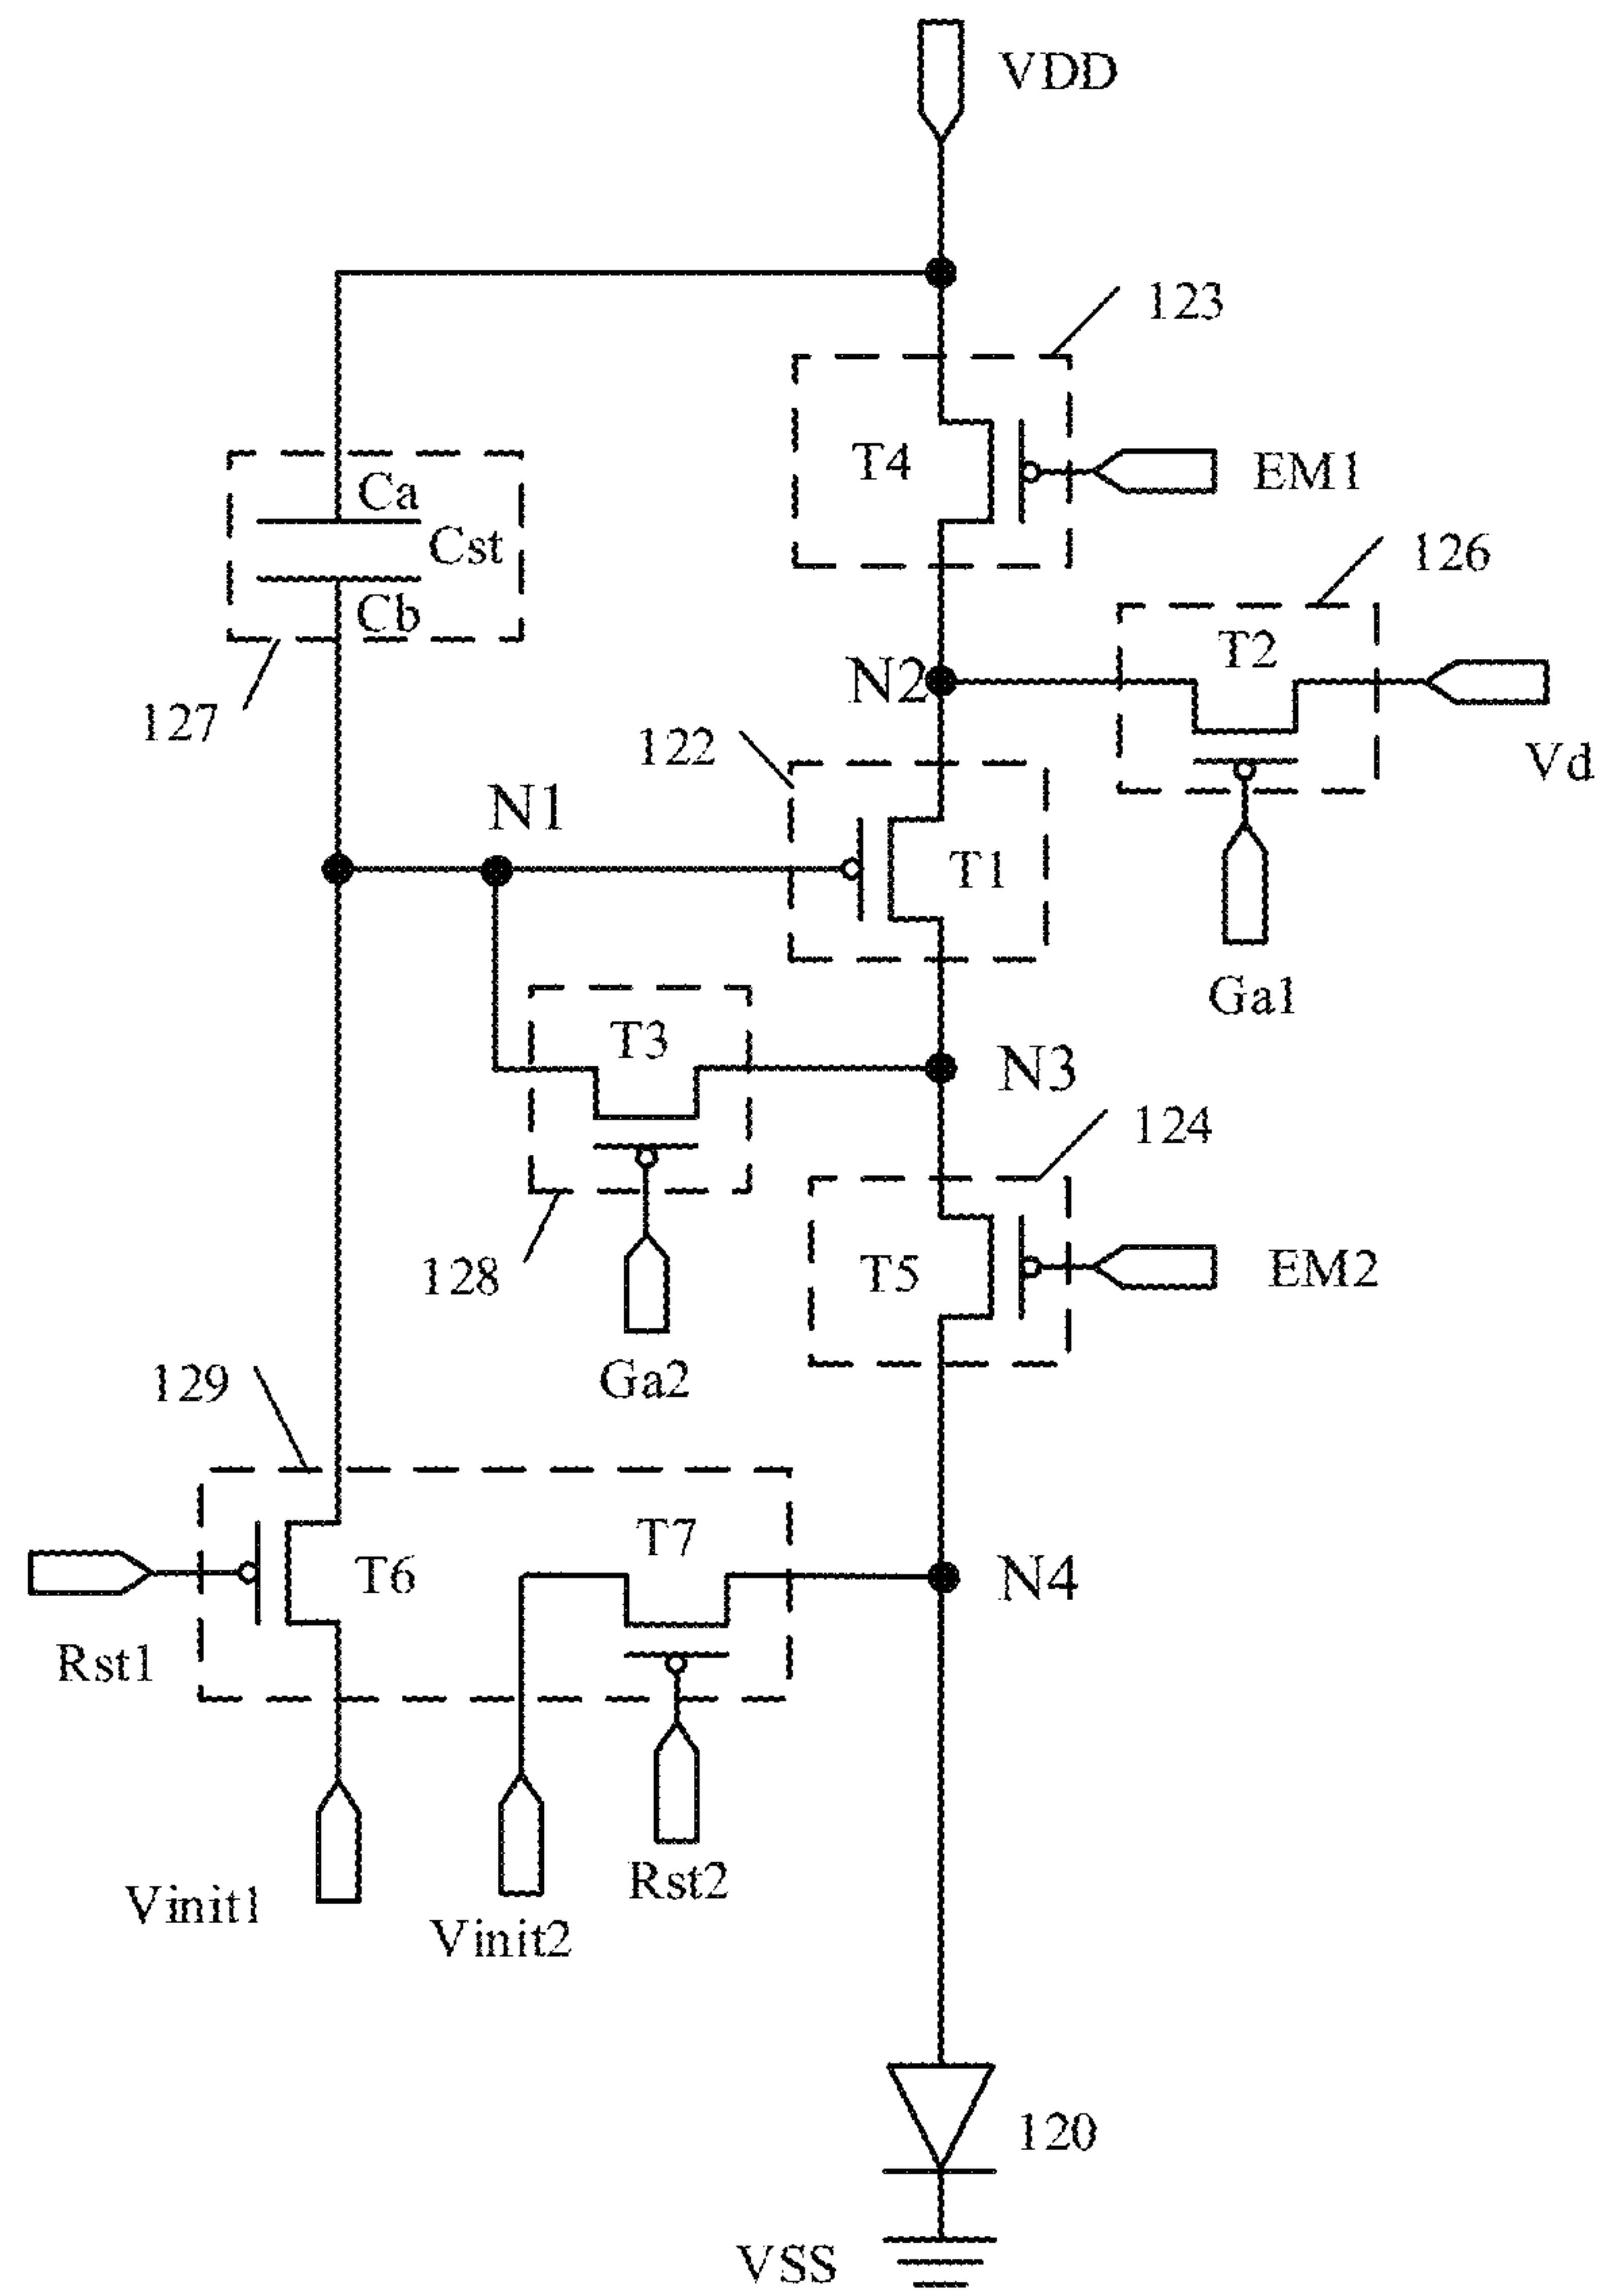 VDD
123
T4
EM1
Ca
Cst
Cb
126
T2
N2
127
122
Vd
N1
T1
Ga1
T3
N3
124
128
T5
EM2
Ga2
129
T7
T6
N4
Rst1
Rst2
Vinit1
Vinit2
120
VSS